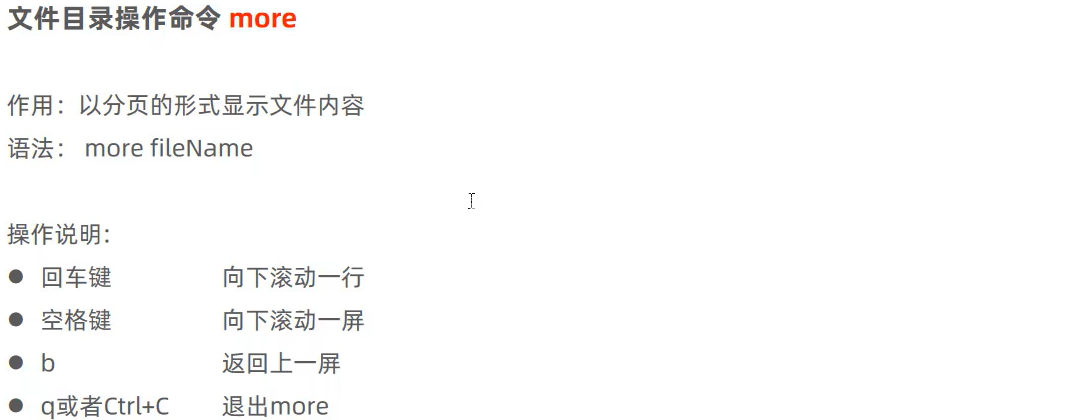 文件目录操作命令 more
作用：以分页的形式显示文件内容
语法： more fileName
操作说明：
● 回车键 向下滚动一行
● 空格键 向下滚动一屏
● b 返回上一屏
● q或者Ctrl+C 退出more